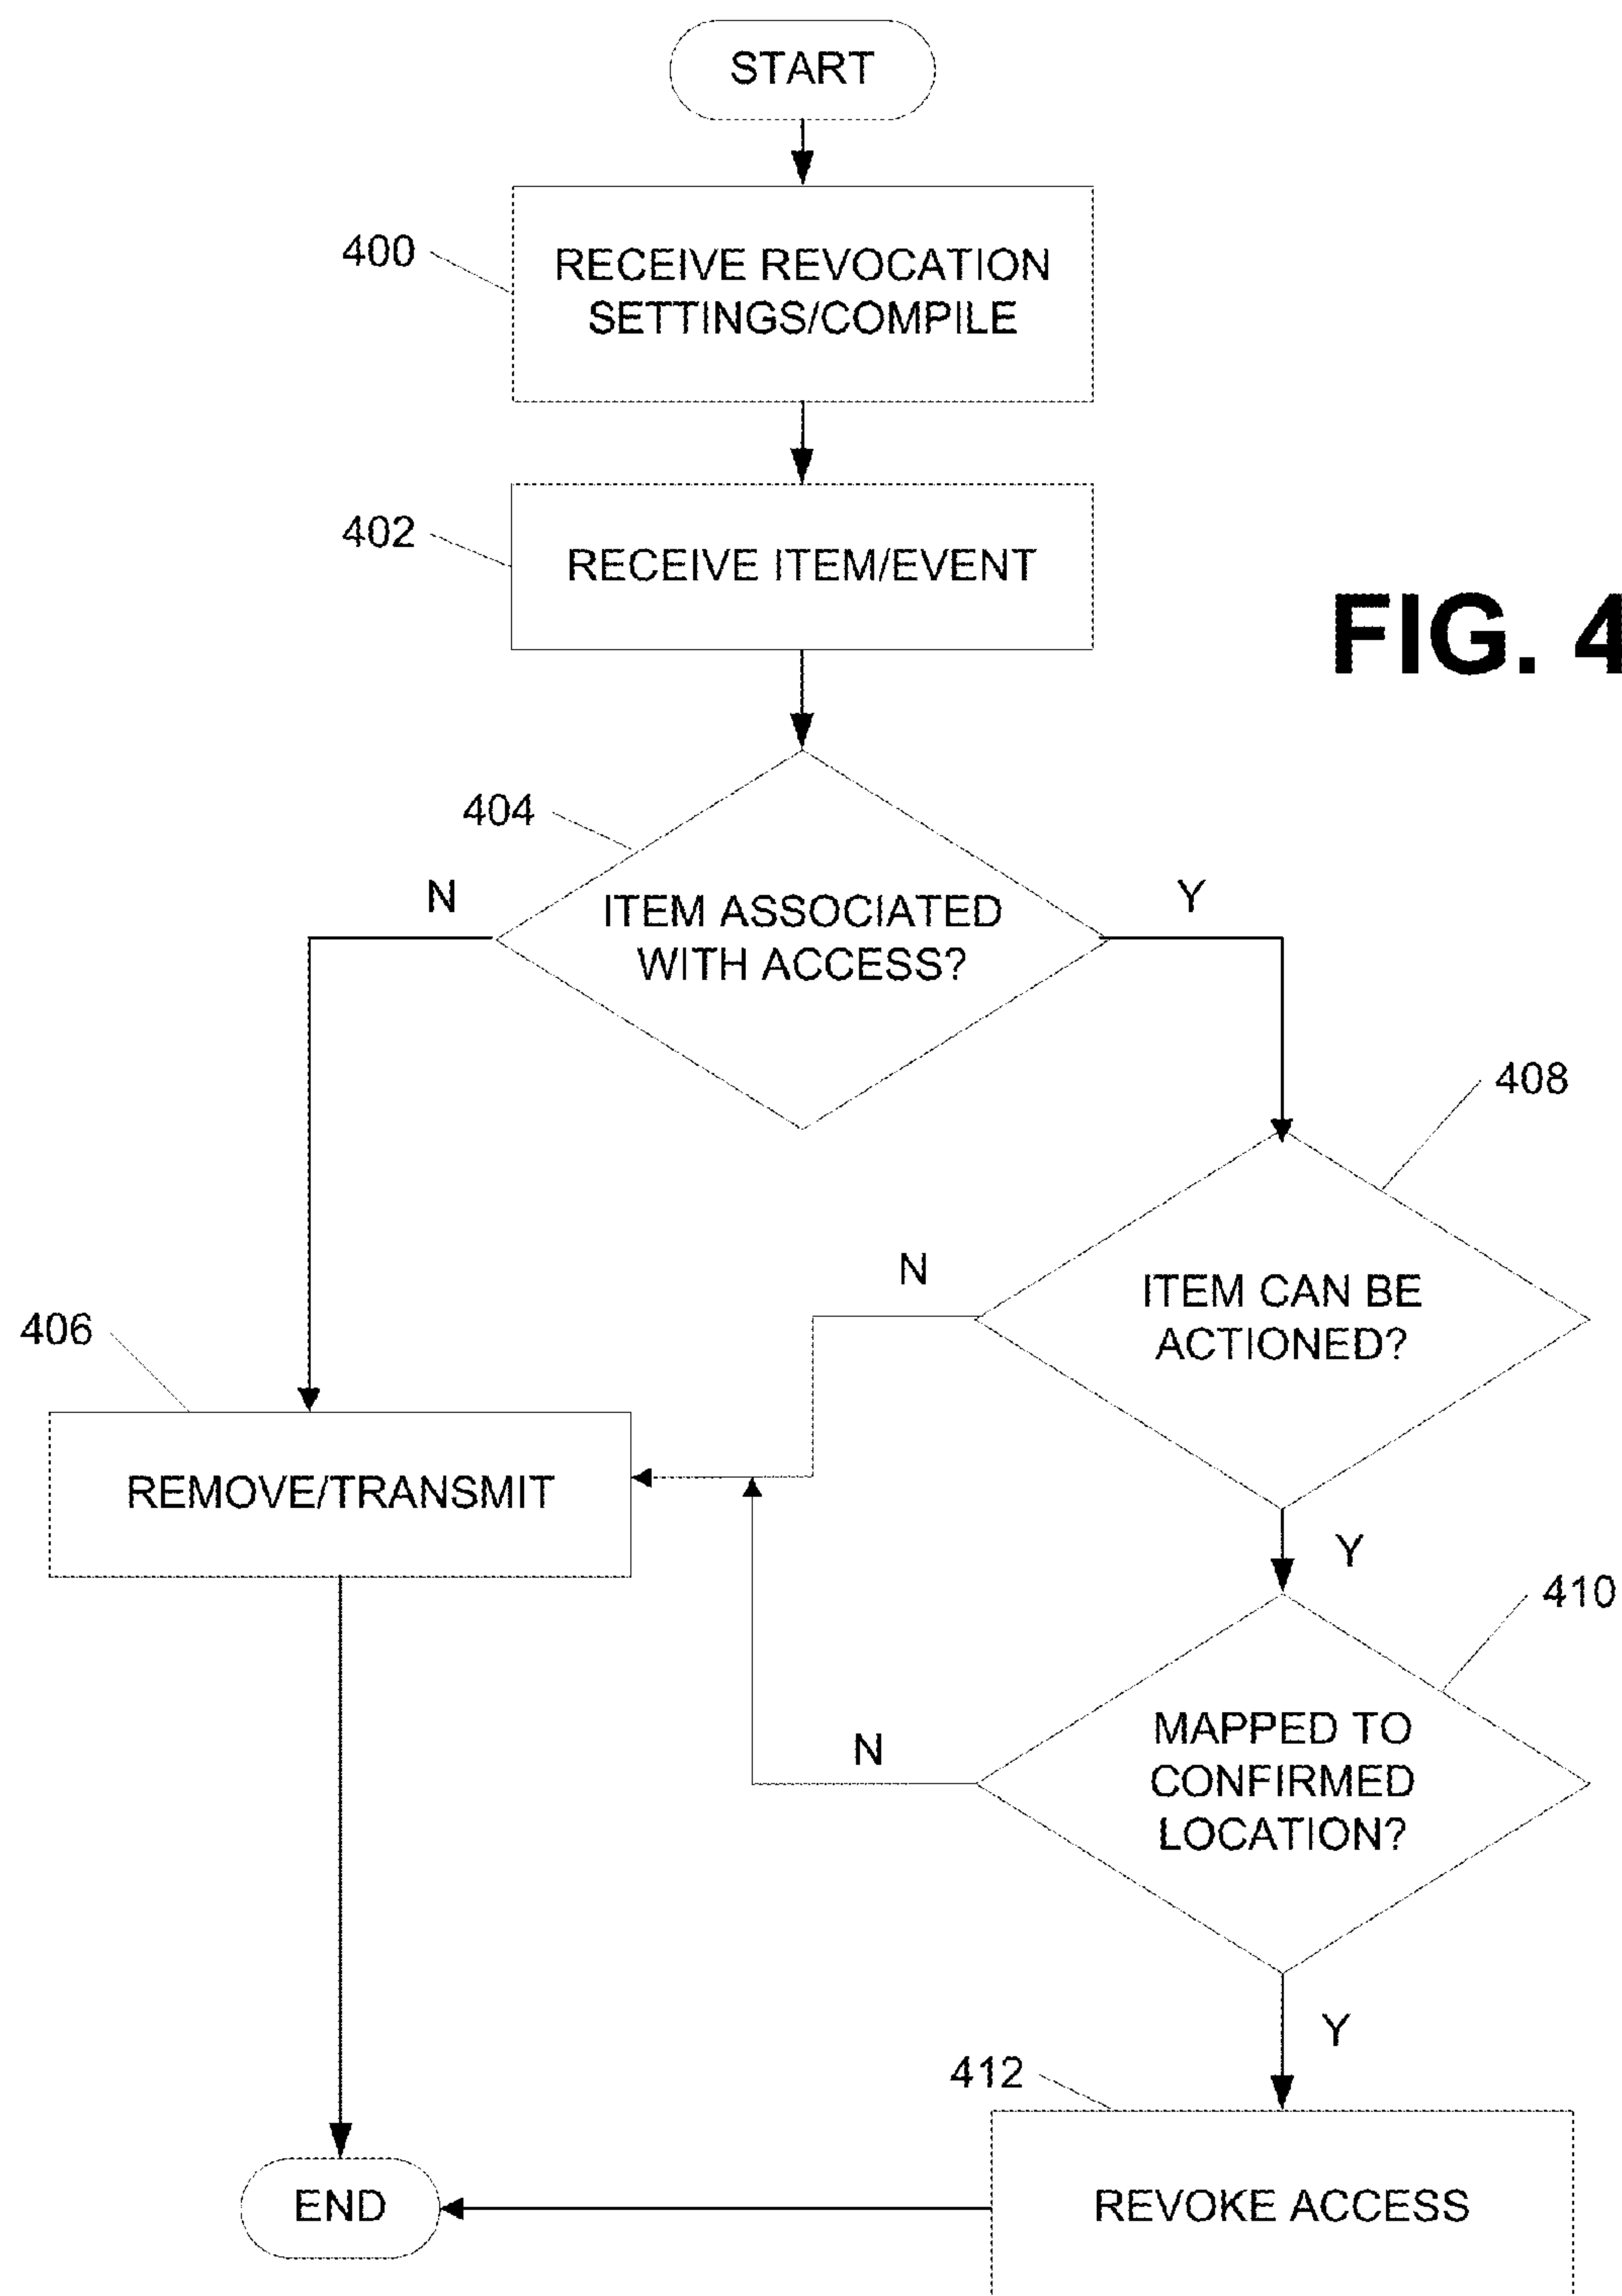 START
400
RECEIVE REVOCATION
SETTINGS/COMPILE
402
RECEIVE ITEM/EVENT
FIG. 4
404
N
ITEM ASSOCIATED
WITH ACCESS?
Y
408
N
ITEM CAN BE
ACTIONED?
406
REMOVE/TRANSMIT
Y
410
MAPPED TO
CONFIRMED
LOCATION?
N
Y
412
REVOKE ACCESS
END